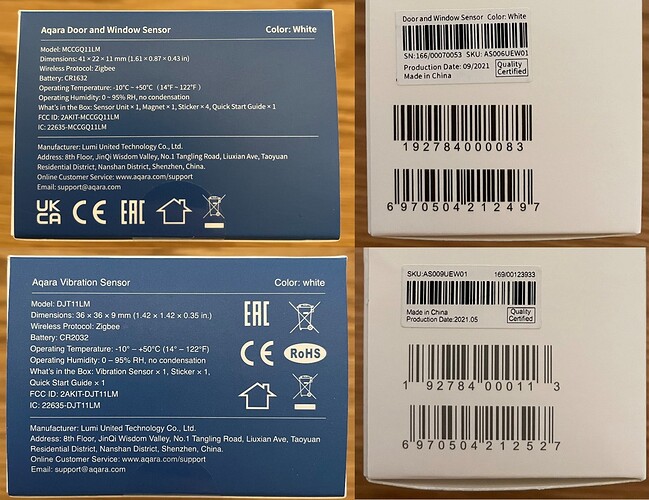 Aqara Door and Window Sensor Color: White
Model: MCCGQ11LM
Dimensions: 41 × 22 × 11 mm (1.61 × 0.87 × 0.43 in)
Wireless Protocol: Zigbee
Battery: CR1632
Operating Temperature: -10°C ~ +50°C (14°F ~ 122°F)
Operating Humidity: 0 ~ 95% RH, no condensation
What's in the Box: Sensor Unit × 1, Magnet × 1, Sticker × 4, Quick Start Guide × 1
FCC ID: 2AKIT-MCCGQ11LM
IC: 22635-MCCGQ11LM
Manufacturer: Lumi United Technology Co., Ltd.
Address: 8th Floor, JinQi Wisdom Valley, No.1 Tangling Road, Liuxian Ave, Taoyuan
Residential District, Nanshan District, Shenzhen, China.
Online Customer Service: www.aqara.com/support
Email: support@aqara.com
UK
CA CE EAC
Door and Window Sensor Color: White
SN:166/00070053 SKU: AS006UEW01
Production Date: 09/2021
Made in China
Quality
Certified
192784000083
6970504212497
Aqara Vibration Sensor Color: white
Model: DJT11LM
Dimensions: 36 × 36 × 9 mm (1.42 × 1.42 × 0.35 in.)
Wireless Protocol: Zigbee
Battery: CR2032
Operating Temperature: -10° ~ +50°C (14° ~ 122°F)
Operating Humidity: 0 ~ 95% RH, no condensation
What's in the Box: Vibration Sensor × 1, Sticker × 1,
Quick Start Guide × 1
FCC ID: 2AKIT-DJT11LM
IC: 22635-DJT11LM
EAC
CE RoHS
Manufacturer: Lumi United Technology Co., Ltd.
Address: 8th Floor, JinQi Wisdom Valley, No.1 Tangling Road, Liuxian Ave, Taoyuan
Residential District, Nanshan District, Shenzhen, China.
Online Customer Service: www.aqara.com/support
Email: support@aqara.com
SKU:AS009UEW01 169/00123933
Made in China
Production Date:2021.05
Quality
Certified
1 92784 00011 3
6 970504 212527